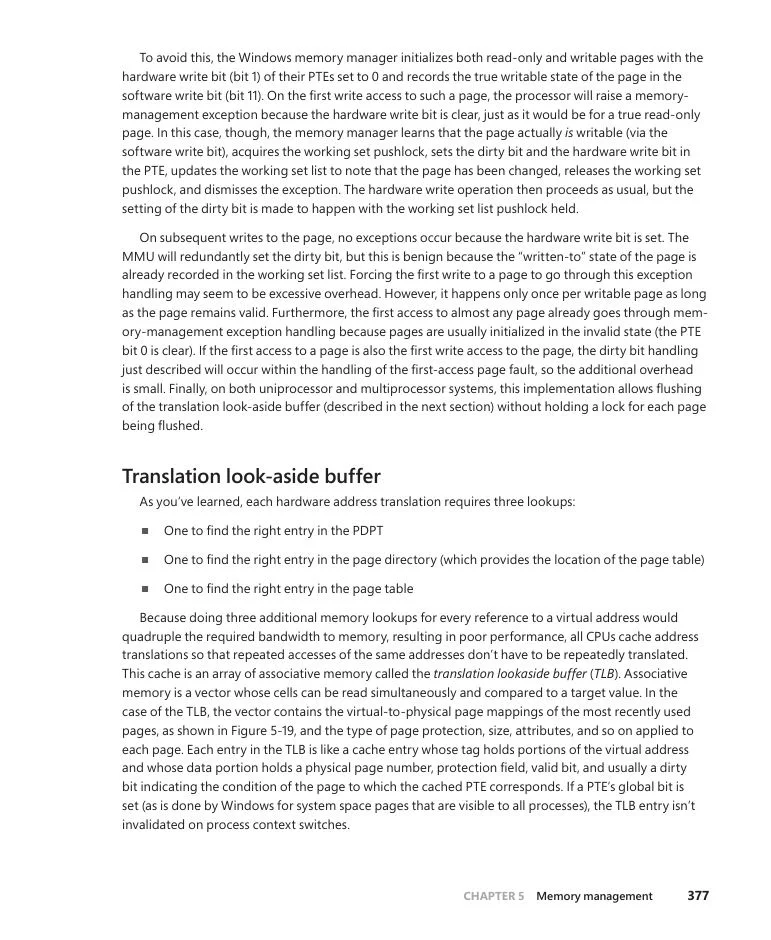 To avoid this, the Windows memory manager initializes both read-only and writable pages with the
hardware write bit (bit 1) of their PTEs set to 0 and records the true writable state of the page in the
software write bit (bit 11). On the first write access to such a page, the processor will raise a memory-
management exception because the hardware write bit is clear, just as it would be for a true read-only
page. In this case, though, the memory manager learns that the page actually is writable (via the
software write bit), acquires the working set pushlock, sets the dirty bit and the hardware write bit in
the PTE, updates the working set list to note that the page has been changed, releases the working set
pushlock, and dismisses the exception. The hardware write operation then proceeds as usual, but the
setting of the dirty bit is made to happen with the working set list pushlock held.
On subsequent writes to the page, no exceptions occur because the hardware write bit is set. The
MMU will redundantly set the dirty bit, but this is benign because the “written-to” state of the page is
already recorded in the working set list. Forcing the first write to a page to go through this exception
handling may seem to be excessive overhead. However, it happens only once per writable page as long
as the page remains valid. Furthermore, the first access to almost any page already goes through mem-
ory-management exception handling because pages are usually initialized in the invalid state (the PTE
bit 0 is clear). If the first access to a page is also the first write access to the page, the dirty bit handling
just described will occur within the handling of the first-access page fault, so the additional overhead
is small. Finally, on both uniprocessor and multiprocessor systems, this implementation allows flushing
of the translation look-aside buffer (described in the next section) without holding a lock for each page
being flushed.
Translation look-aside buffer
As you’ve learned, each hardware address translation requires three lookups:
■ One to find the right entry in the PDPT
■ One to find the right entry in the page directory (which provides the location of the page table)
■ One to find the right entry in the page table
Because doing three additional memory lookups for every reference to a virtual address would
quadruple the required bandwidth to memory, resulting in poor performance, all CPUs cache address
translations so that repeated accesses of the same addresses don’t have to be repeatedly translated.
This cache is an array of associative memory called the translation lookaside buffer (TLB). Associative
memory is a vector whose cells can be read simultaneously and compared to a target value. In the
case of the TLB, the vector contains the virtual-to-physical page mappings of the most recently used
pages, as shown in Figure 5-19, and the type of page protection, size, attributes, and so on applied to
each page. Each entry in the TLB is like a cache entry whose tag holds portions of the virtual address
and whose data portion holds a physical page number, protection field, valid bit, and usually a dirty
bit indicating the condition of the page to which the cached PTE corresponds. If a PTE’s global bit is
set (as is done by Windows for system space pages that are visible to all processes), the TLB entry isn’t
invalidated on process context switches.
CHAPTER 5 Memory management 377